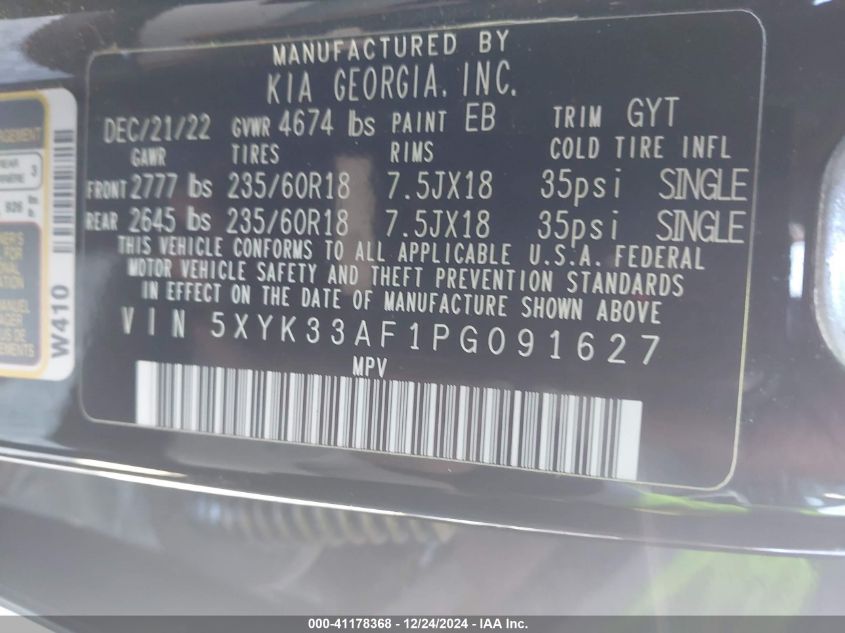 MANUFACTURED BY
KIA GEORGIA, INC.
DEC/21/22 GVWR 4674 lbs PAINT EB TRIM GYT
GAWR TIRES RIMS COLD TIRE INFL
FRONT 2777 lbs 235/60R18 7.5JX18 35psi SINGLE
REAR 2645 lbs 235/60R18 7.5JX18 35psi SINGLE
THIS VEHICLE CONFORMS TO ALL APPLICABLE U.S.A. FEDERAL
MOTOR VEHICLE SAFETY AND THEFT PREVENTION STANDARDS
IN EFFECT ON THE DATE OF MANUFACTURE SHOWN ABOVE
VIN 5XYK33AF1PG091627
MPV
REAR 3
W410
000-41178368 - 12/24/2024 - IAA Inc.